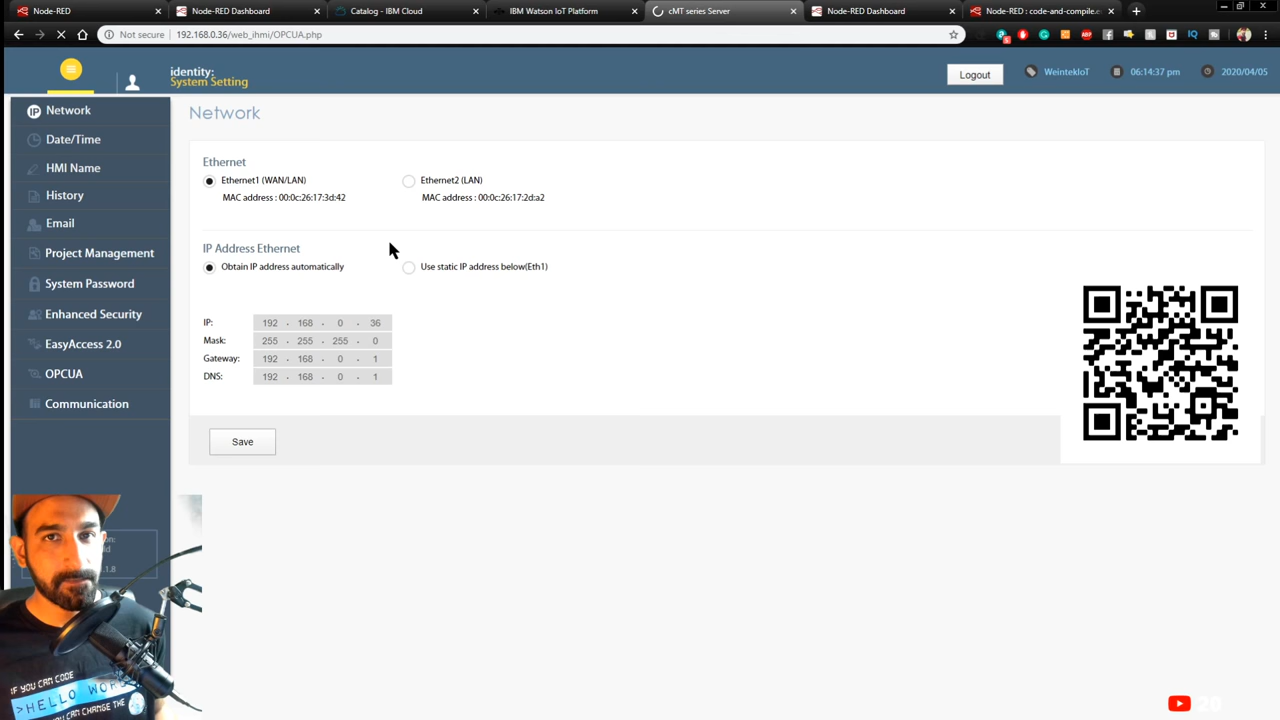 Node-RED
Node-RED Dashboard
Catalog - IBM Cloud
IBM Watson IoT Platform
cMT series Server
Node-RED Dashboard
Node-RED : code-and-compile.e
Not secure
192.168.0.36/web_ihmi/OPCUA.php
identity:
System Setting
Logout
WeintekIoT
06:14:37 pm
2020/04/05
Network
Date/Time
HMI Name
History
Email
Project Management
System Password
Enhanced Security
EasyAccess 2.0
OPCUA
Communication
Network
Ethernet
Ethernet1 (WAN/LAN)
Ethernet2 (LAN)
MAC address : 00:0c:26:17:3d:42
MAC address : 00:0c:26:17:2d:a2
IP Address Ethernet
Obtain IP address automatically
Use static IP address below(Eth1)
IP: 192 . 168 . 0 . 36
Mask: 255 . 255 . 255 . 0
Gateway: 192 . 168 . 0 . 1
DNS: 192 . 168 . 0 . 1
Save
IF YOU CAN CODE
>HELLO WOR
YOU CAN CHANGE THE